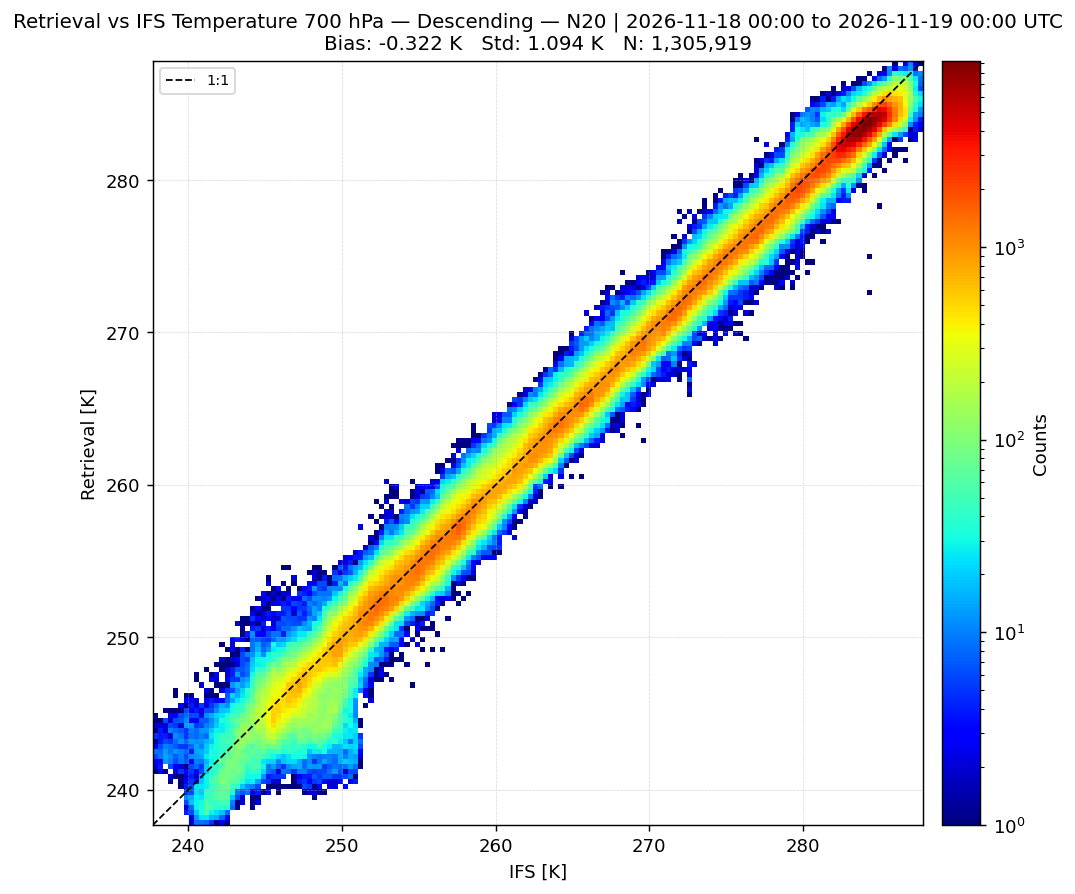 Retrieval vs IFS Temperature 700 hPa — Descending — N20 | 2026-11-18 00:00 to 2026-11-19 00:00 UTC
Bias: -0.322 K   Std: 1.094 K   N: 1,305,919
1:1
280
270
260
250
240
Retrieval [K]
240 250 260 270 280
IFS [K]
10³
10²
10¹
10⁰
Counts